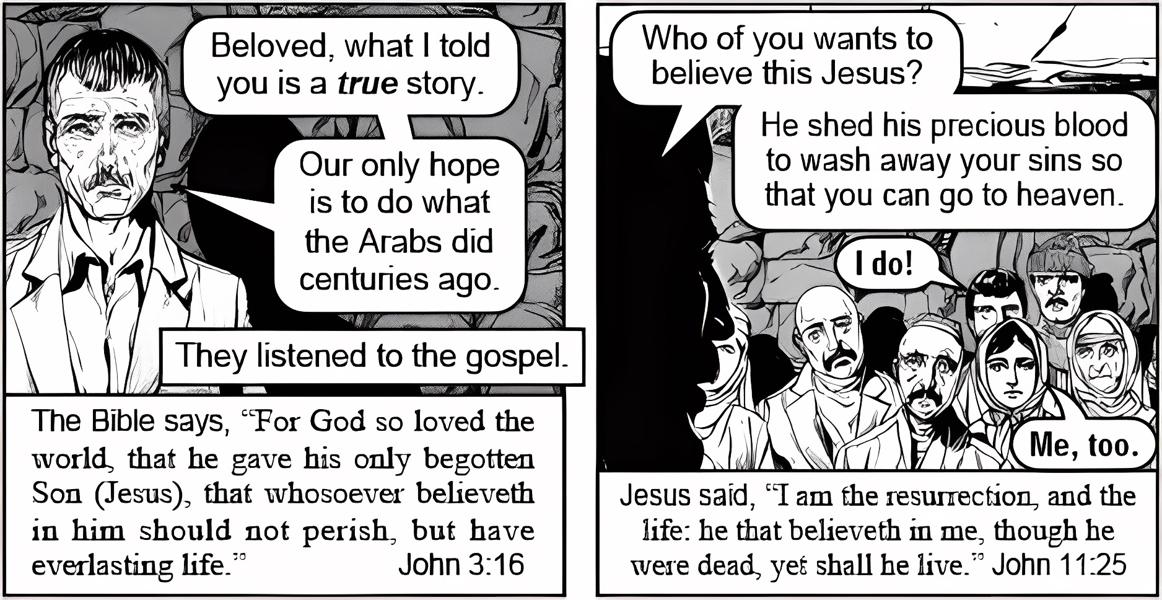 Beloved, what I told
you is a true story.
Our only hope
is to do what
the Arabs did
centuries ago.
They listened to the gospel.
The Bible says, “For God so loved the
world, that he gave his only begotten
Son (Jesus), that whosoever believeth
in him should not perish, but have
everlasting life.” John 3:16
Who of you wants to
believe this Jesus?
He shed his precious blood
to wash away your sins so
that you can go to heaven.
I do!
Me, too.
Jesus said, “I am the resurrection, and the
life: he that believeth in me, though he
were dead, yet shall he live.” John 11:25